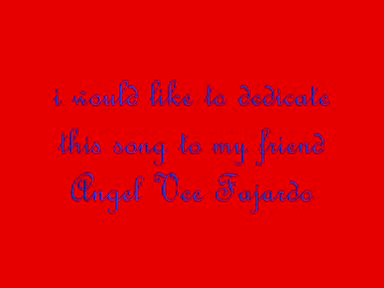 i would like to dedicate
this song to my friend
Angel Vee Fajardo